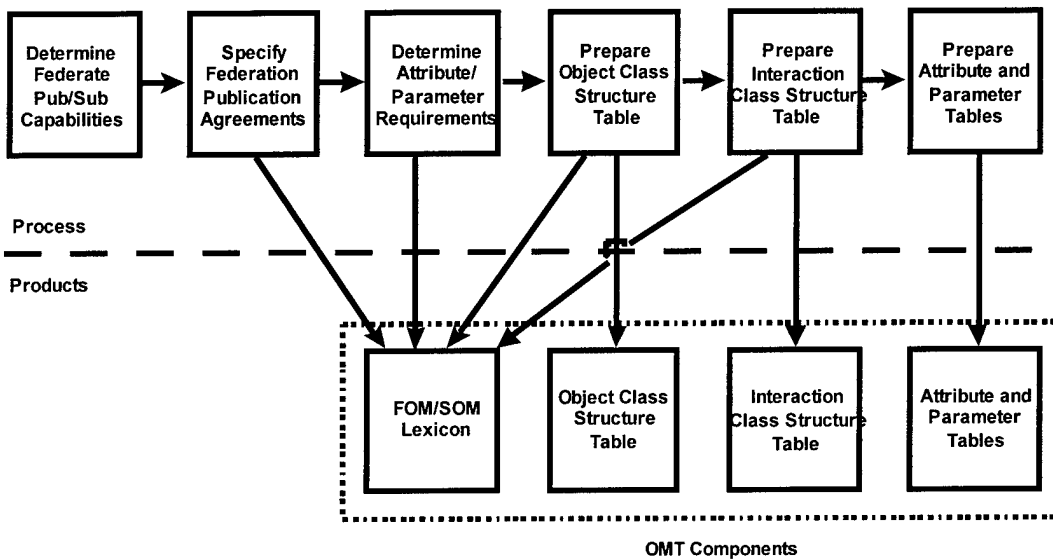 Determine
Federate
Pub/Sub
Capabilities
Specify
Federation
Publication
Agreements
Determine
Attribute/
Parameter
Requirements
Prepare
Object Class
Structure
Table
Prepare
Interaction
Class Structure
Table
Prepare
Attribute and
Parameter
Tables
Process
Products
FOM/SOM
Lexicon
Object Class
Structure
Table
Interaction
Class Structure
Table
Attribute and
Parameter
Tables
OMT Components